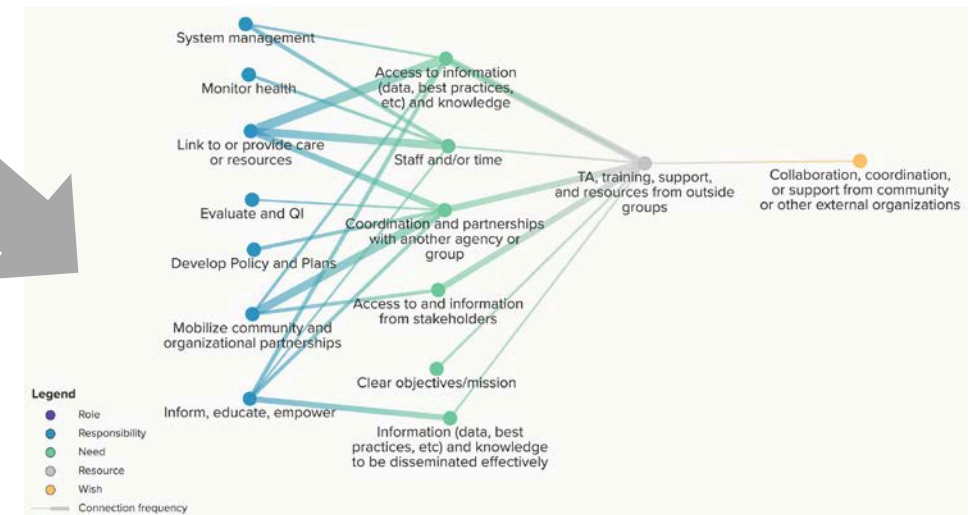 System management
Monitor health
Link to or provide care
or resources
Evaluate and QI
Develop Policy and Plans
Mobilize community and
organizational partnerships
Inform, educate, empower
Access to information
(data, best practices,
etc) and knowledge
Staff and/or time
Coordination and partnerships
with another agency or
group
Access to and information
from stakeholders
Clear objectives/mission
Information (data, best
practices, etc) and knowledge
to be disseminated effectively
TA, training, support,
and resources from outside
groups
Collaboration, coordination,
or support from community
or other external organizations
Legend
Role
Responsibility
Need
Resource
Wish
Connection frequency